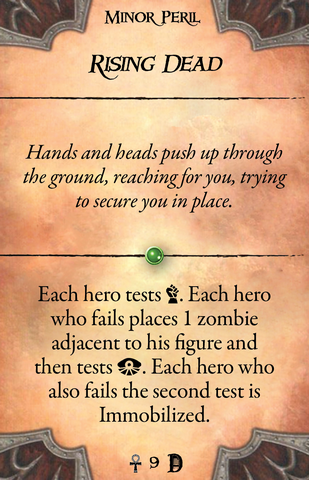 Minor Peril
Rising Dead
Hands and heads push up through
the ground, reaching for you, trying
to secure you in place.
Each hero tests . Each hero
who fails places 1 zombie
adjacent to his figure and
then tests . Each hero who
also fails the second test is
Immobilized.
9 D